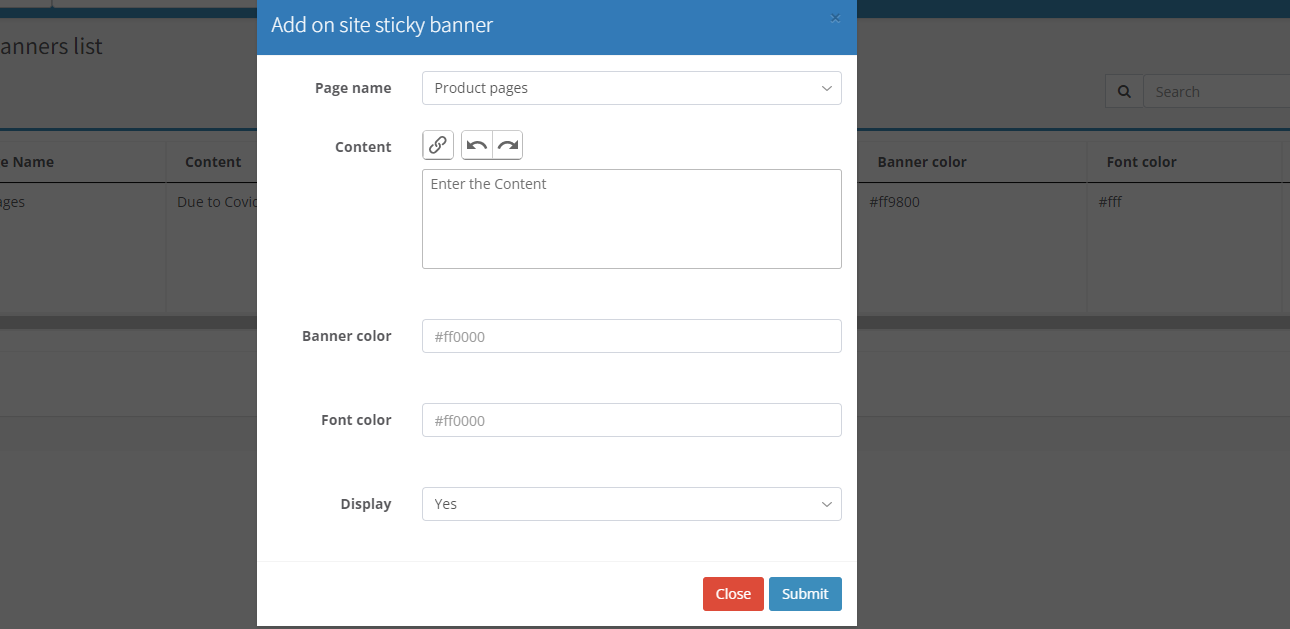 Add on site sticky banner
×
anners list
Page name
Product pages
Search
Content
Enter the Content
e Name
Content
Banner color
Font color
ages
Due to Covid
#ff9800
#fff
Banner color
#ff0000
Font color
#ff0000
Display
Yes
Close
Submit